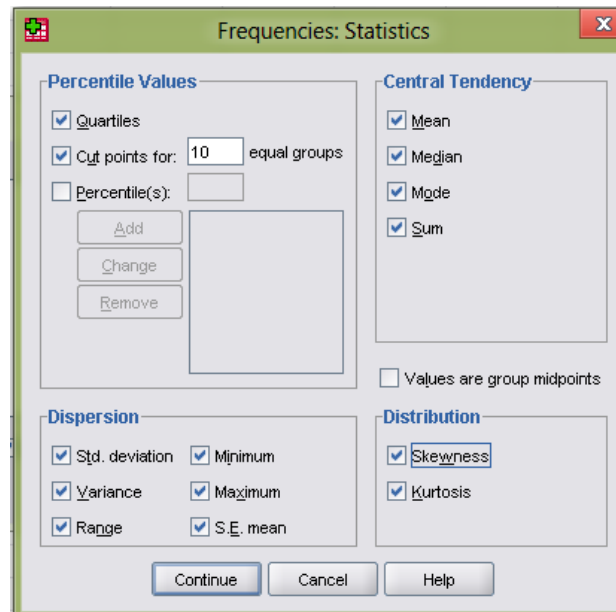 Frequencies: Statistics
X
Percentile Values
Quartiles
Cut points for: 10 equal groups
Percentile(s):
Add
Change
Remove
Central Tendency
Mean
Median
Mode
Sum
Values are group midpoints
Dispersion
Std. deviation Minimum
Variance Maximum
Range S.E. mean
Distribution
Skewness
Kurtosis
Continue Cancel Help